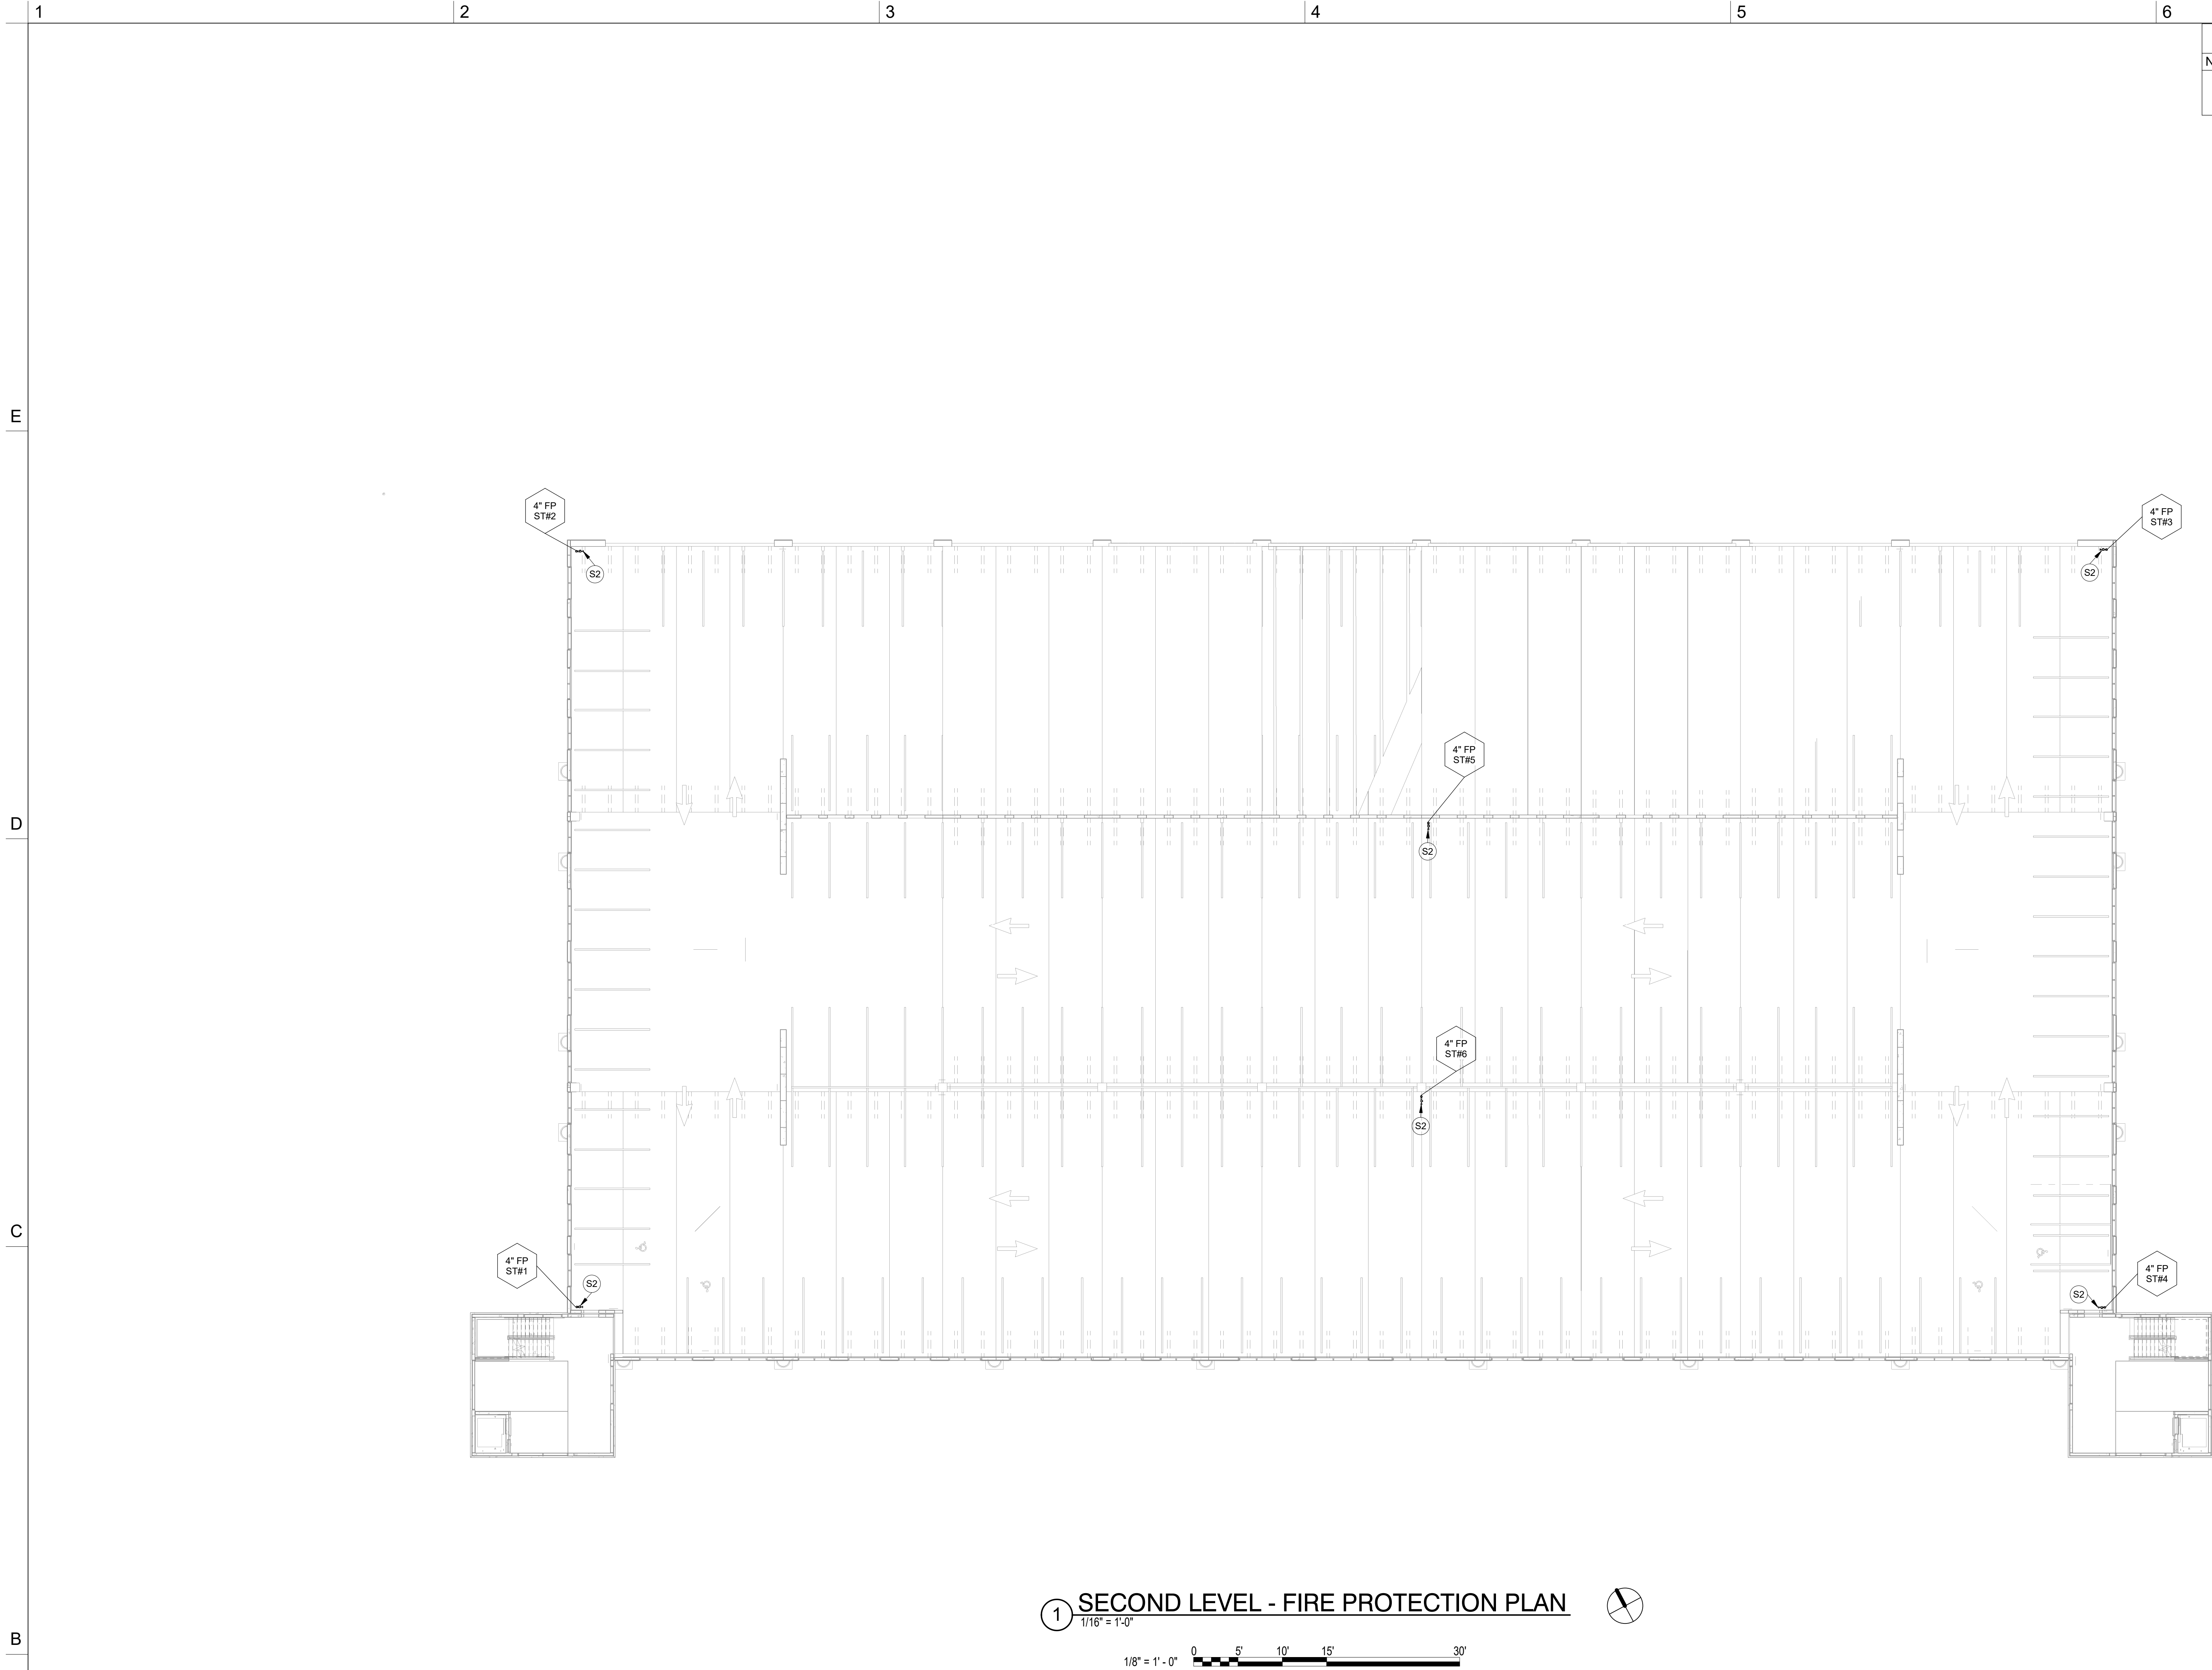 1
2
3
4
5
6
N
E
4" FP
ST#2
4" FP
ST#3
S2
S2
4" FP
ST#5
D
S2
4" FP
ST#6
S2
C
4" FP
ST#1
S2
4" FP
ST#4
S2
1
SECOND LEVEL - FIRE PROTECTION PLAN
1/16" = 1'-0"
B
1/8" = 1' - 0"
0 5' 10' 15' 30'